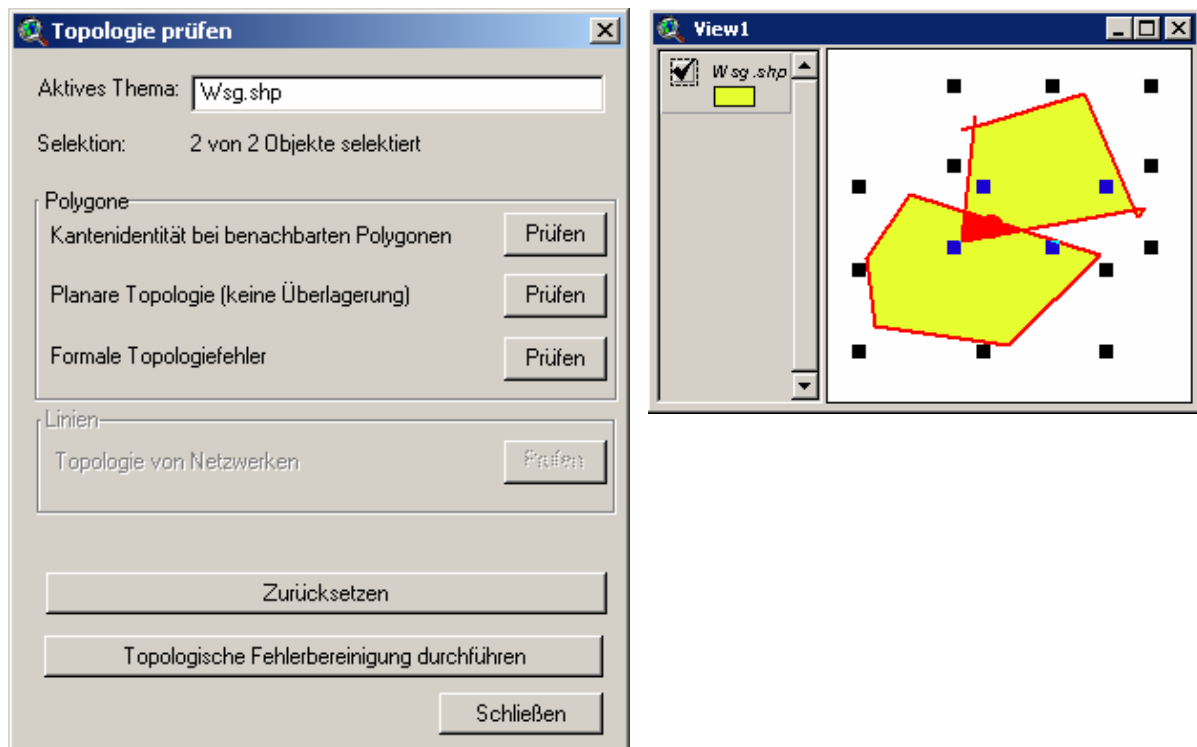 Topologie prüfen
Aktives Thema: Wsg.shp
Selektion: 2 von 2 Objekte selektiert
Polygone
Kantenidentität bei benachbarten Polygonen Prüfen
Planare Topologie (keine Überlagerung) Prüfen
Formale Topologiefehler Prüfen
Linien
Topologie von Netzwerken Prüfen
Zurücksetzen
Topologische Fehlerbereinigung durchführen
Schließen
View1
Wsg.shp